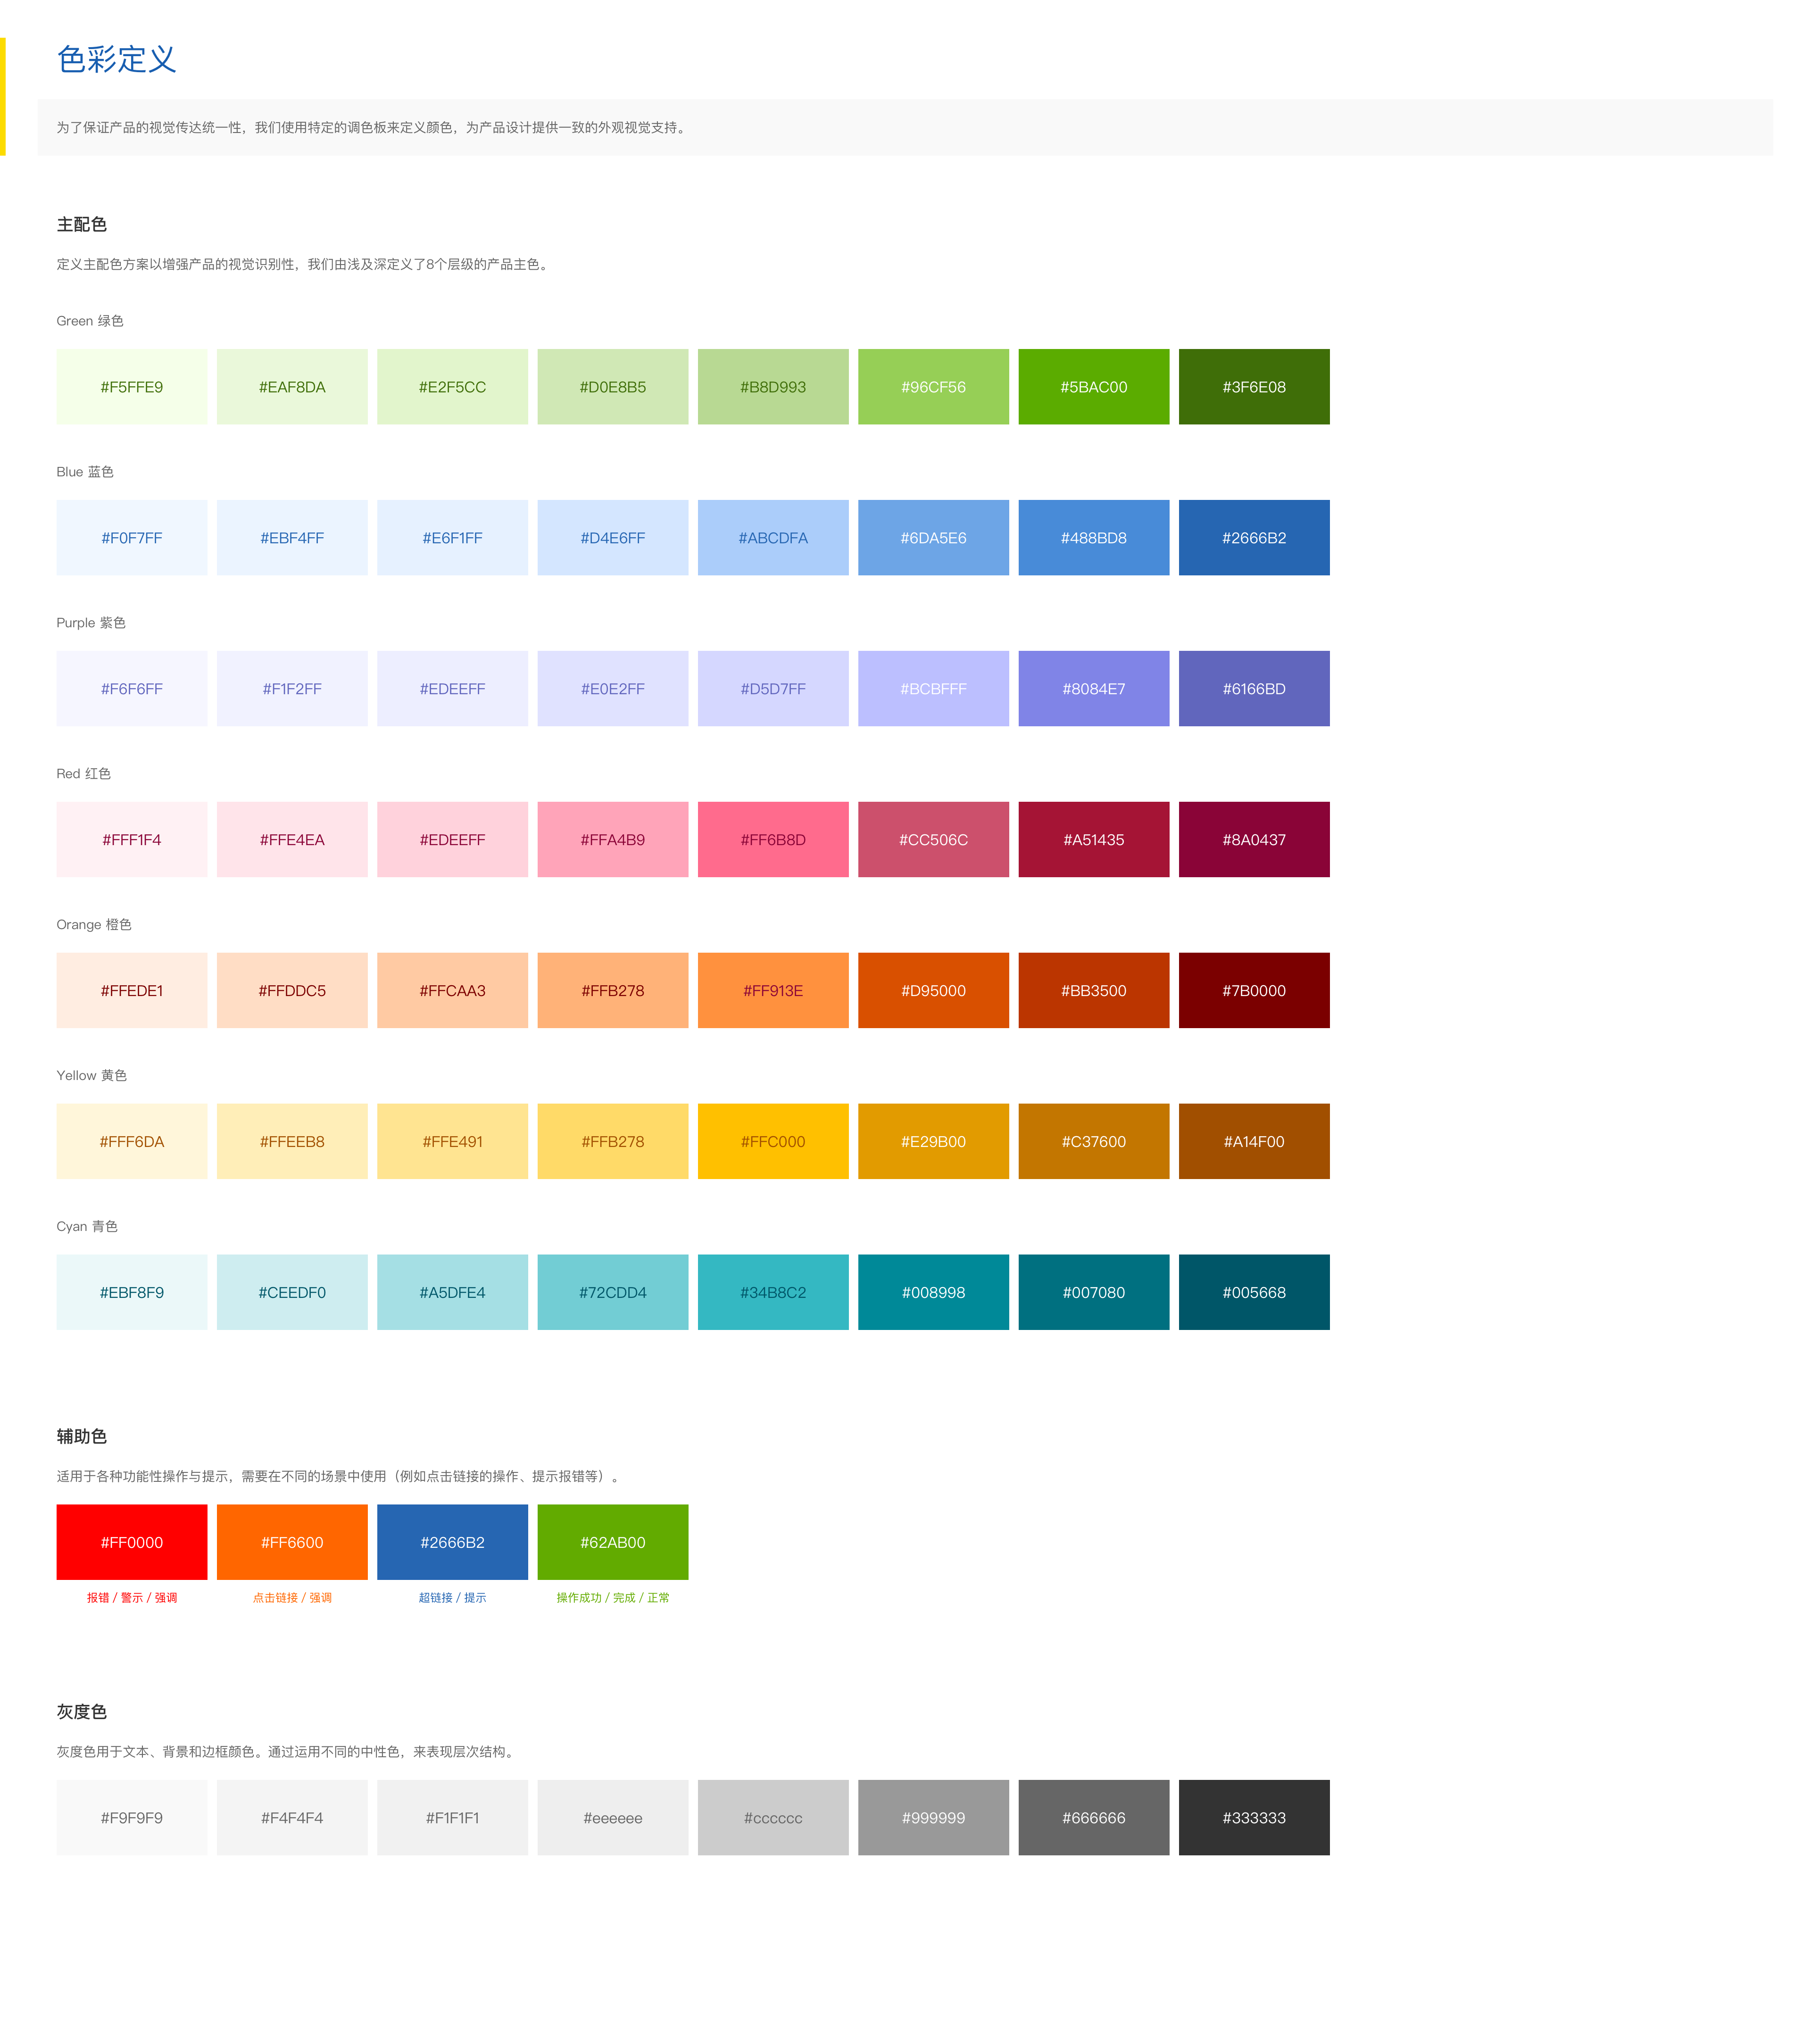 色彩定义
为了保证产品的视觉传达统一性，我们使用特定的调色板来定义颜色，为产品设计提供一致的外观视觉支持。
主配色
定义主配色方案以增强产品的视觉识别性，我们由浅及深定义了8个层级的产品主色。
Green 绿色
#F5FFE9 #EAF8DA #E2F5CC #D0E8B5 #B8D993 #96CF56 #5BAC00 #3F6E08
Blue 蓝色
#F0F7FF #EBF4FF #E6F1FF #D4E6FF #ABCDFA #6DA5E6 #488BD8 #2666B2
Purple 紫色
#F6F6FF #F1F2FF #EDEEFF #E0E2FF #D5D7FF #BCBFFF #8084E7 #6166BD
Red 红色
#FFF1F4 #FFE4EA #EDEEFF #FFA4B9 #FF6B8D #CC506C #A51435 #8A0437
Orange 橙色
#FFEDE1 #FFDDC5 #FFCAA3 #FFB278 #FF913E #D95000 #BB3500 #7B0000
Yellow 黄色
#FFF6DA #FFEEB8 #FFE491 #FFB278 #FFC000 #E29B00 #C37600 #A14F00
Cyan 青色
#EBF8F9 #CEEDF0 #A5DFE4 #72CDD4 #34B8C2 #008998 #007080 #005668
辅助色
适用于各种功能性操作与提示，需要在不同的场景中使用（例如点击链接的操作、提示报错等）。
#FF0000 #FF6600 #2666B2 #62AB00
报错 / 警示 / 强调 点击链接 / 强调 超链接 / 提示 操作成功 / 完成 / 正常
灰度色
灰度色用于文本、背景和边框颜色。通过运用不同的中性色，来表现层次结构。
#F9F9F9 #F4F4F4 #F1F1F1 #eeeeee #cccccc #999999 #666666 #333333